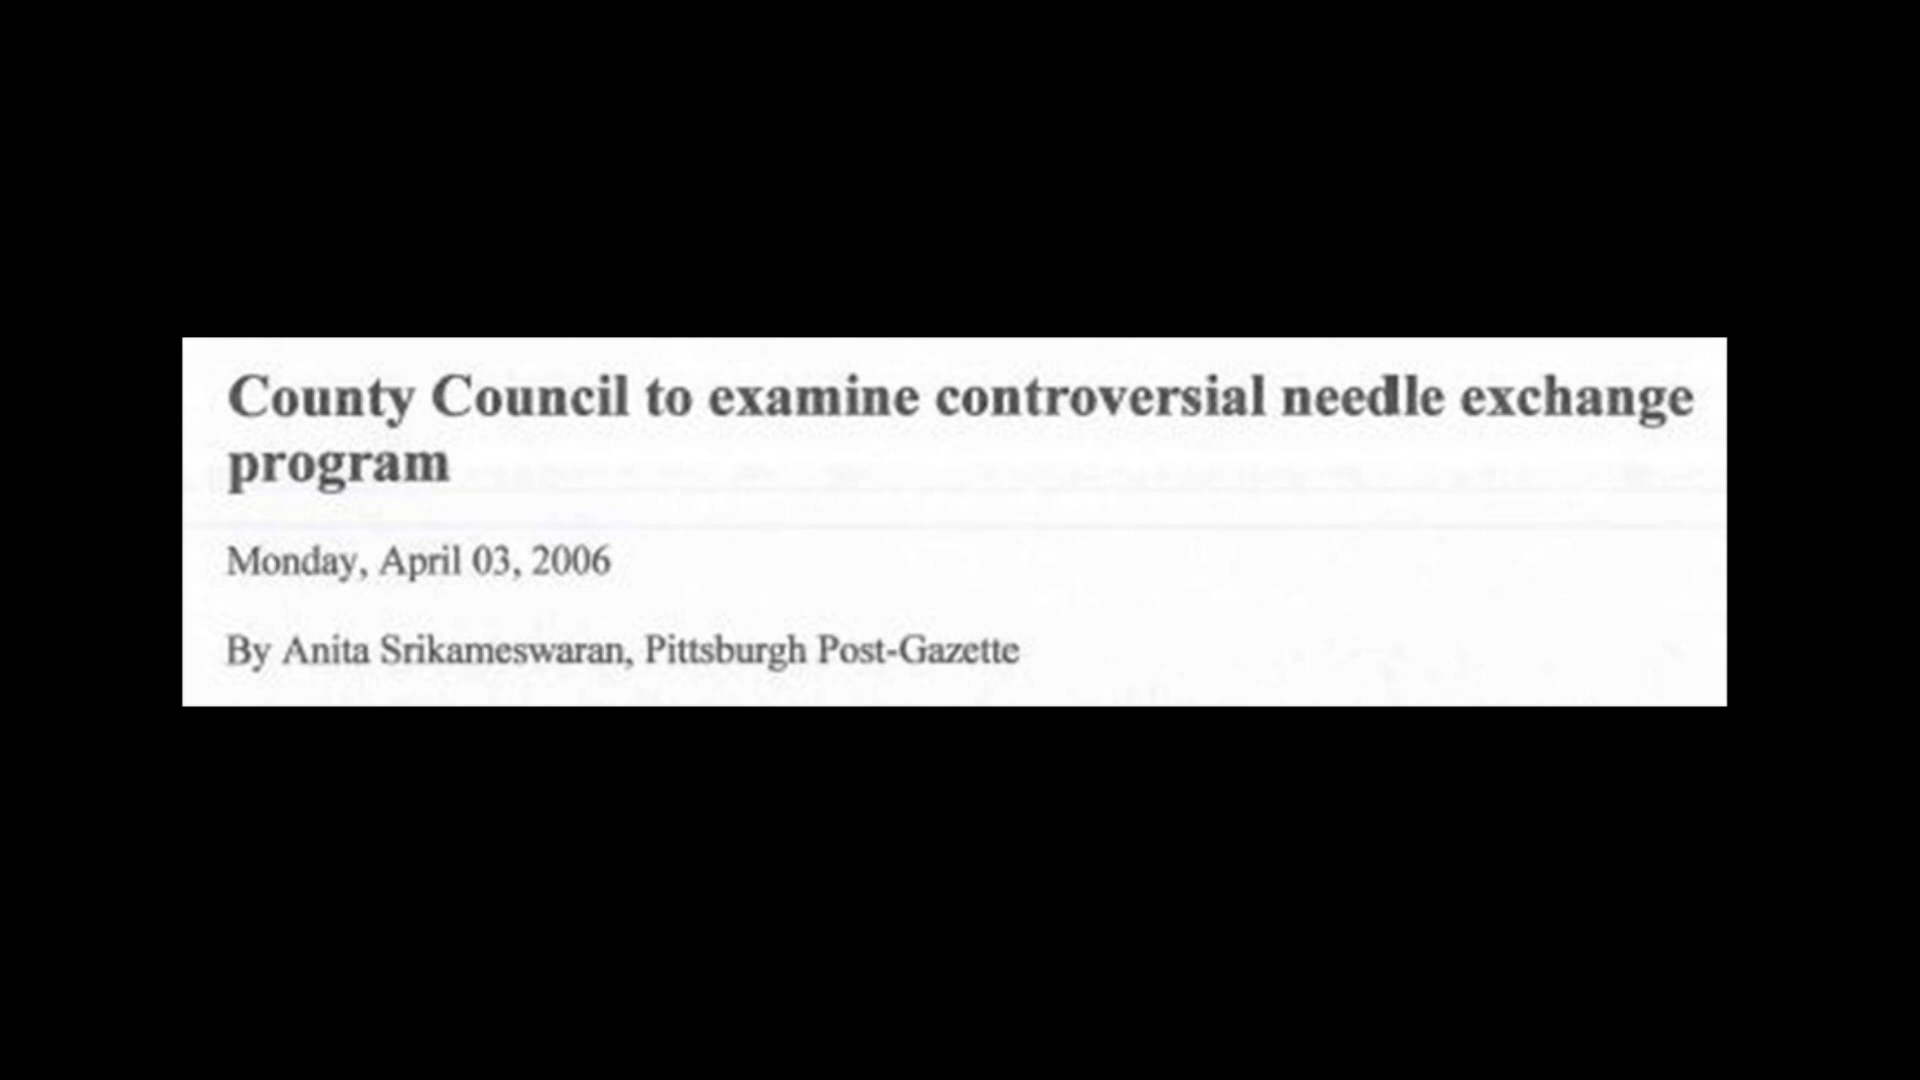 County Council to examine controversial needle exchange
program
Monday, April 03, 2006
By Anita Srikameswaran, Pittsburgh Post-Gazette